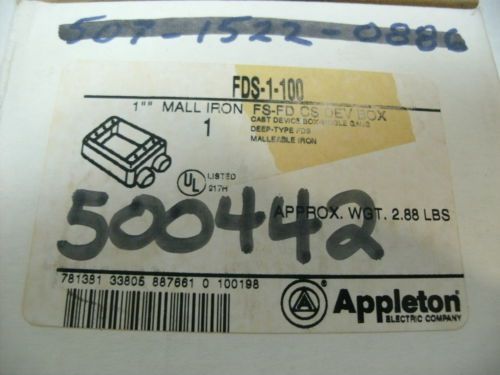 507-1522-0886
FDS-1-100
1"" MALL IRON FS-FD CS DEV BOX
1
CAST DEVICE BOX-SINGLE GANG
DEEP-TYPE FDS
MALLEABLE IRON
UL
LISTED
917H
500442
APPROX. WGT. 2.88 LBS
781381 33805 887661 0 100198
A
Appleton
ELECTRIC COMPANY